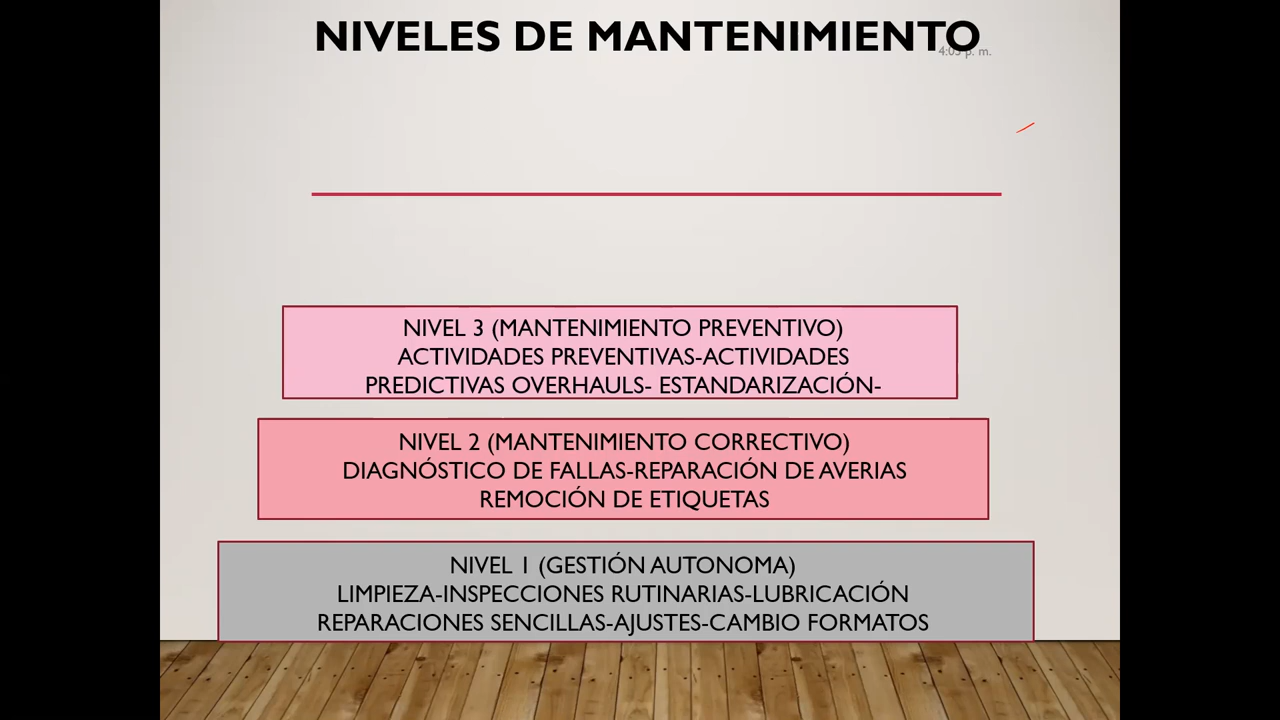 NIVELES DE MANTENIMIENTO
4:05 p. m.
NIVEL 3 (MANTENIMIENTO PREVENTIVO)
ACTIVIDADES PREVENTIVAS-ACTIVIDADES
PREDICTIVAS OVERHAULS- ESTANDARIZACIÓN-
NIVEL 2 (MANTENIMIENTO CORRECTIVO)
DIAGNÓSTICO DE FALLAS-REPARACIÓN DE AVERIAS
REMOCIÓN DE ETIQUETAS
NIVEL 1 (GESTIÓN AUTONOMA)
LIMPIEZA-INSPECCIONES RUTINARIAS-LUBRICACIÓN
REPARACIONES SENCILLAS-AJUSTES-CAMBIO FORMATOS